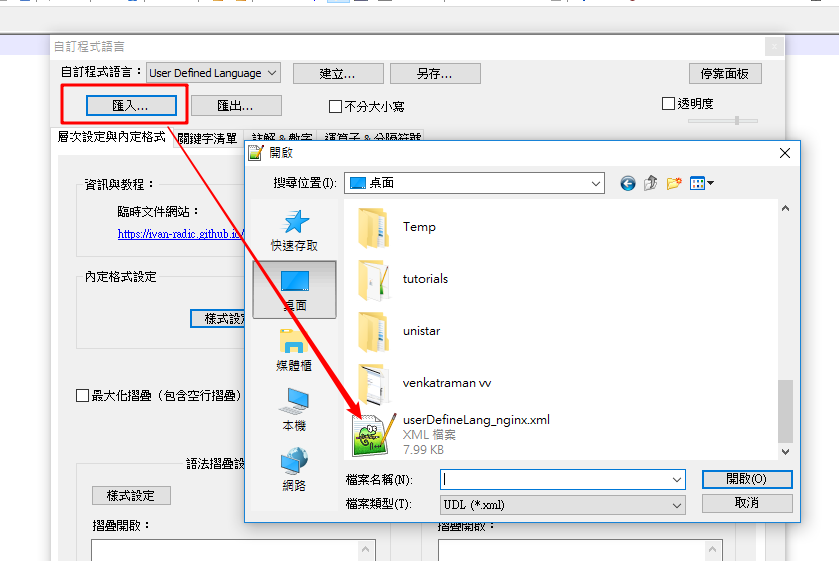 自訂程式語言
自訂程式語言：
User Defined Language
建立...
另存...
停靠面板
匯入...
匯出...
不分大小寫
透明度
層次設定與內定格式
關鍵字清單
註解 & 數字
運算子 & 分隔符號
資訊與教程：
臨時文件網站：
https://ivan-radic.github.io/
內定格式設定
樣式設定
最大化摺疊（包含空行摺疊）
語法摺疊設
樣式設定
摺疊開啟：
摺疊開啟：
開啟
搜尋位置(I):
桌面
快速存取
桌面
媒體櫃
本機
網路
Temp
tutorials
unistar
venkatraman vv
userDefineLang_nginx.xml
XML 檔案
7.99 KB
檔案名稱(N):
開啟(O)
檔案類型(T):
UDL (*.xml)
取消